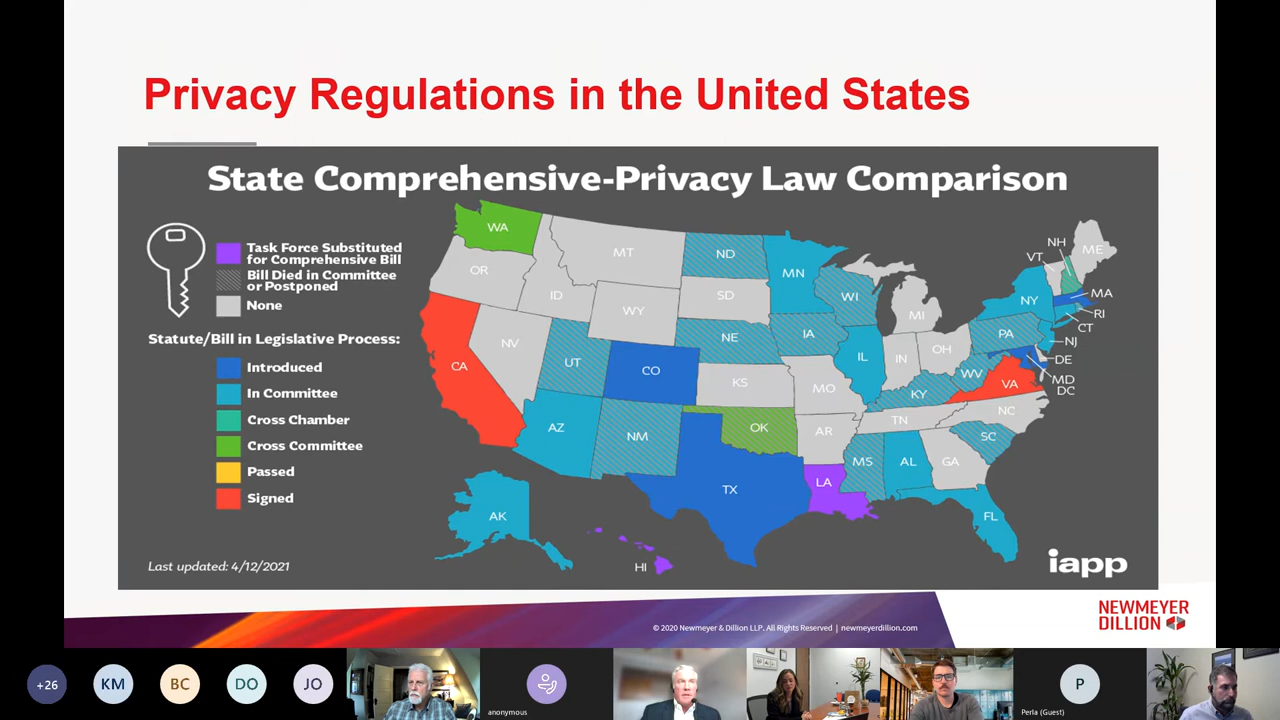 Privacy Regulations in the United States
State Comprehensive-Privacy Law Comparison
Task Force Substituted
for Comprehensive Bill
Bill Died in Committee
or Postponed
None
Statute/Bill in Legislative Process:
Introduced
In Committee
Cross Chamber
Cross Committee
Passed
Signed
Last updated: 4/12/2021
WA
OR
CA
NV
ID
MT
WY
UT
AZ
CO
NM
ND
SD
NE
KS
OK
TX
MN
IA
MO
AR
LA
WI
IL
MI
IN
OH
KY
TN
MS
AL
GA
FL
SC
NC
VA
WV
PA
NY
VT
NH
ME
MA
RI
CT
NJ
DE
MD
DC
AK
HI
iapp
© 2020 Newmeyer & Dillion LLP. All Rights Reserved | newmeyerdillion.com
NEWMEYER
DILLION
+26
KM
BC
DO
JO
anonymous
P
Perla (Guest)